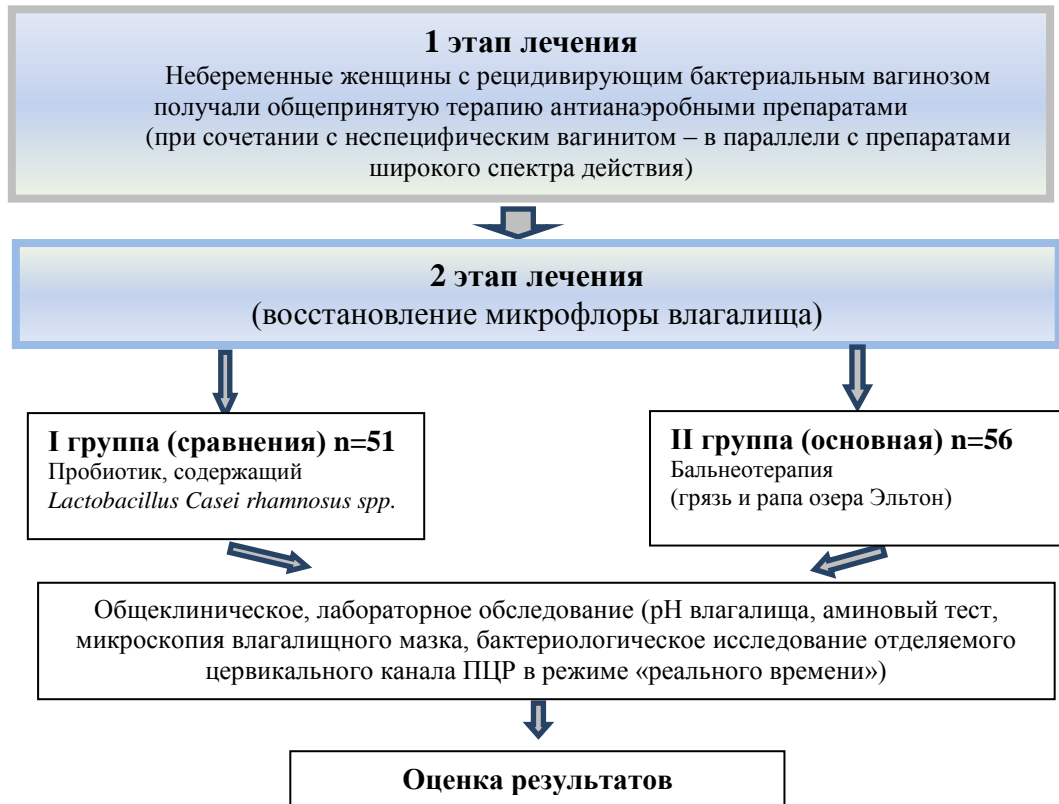 1 этап лечения
Небеременные женщины с рецидивирующим бактериальным вагинозом
получали общепринятую терапию антианаэробными препаратами
(при сочетании с неспецифическим вагинитом – в параллели с препаратами
широкого спектра действия)
2 этап лечения
(восстановление микрофлоры влагалища)
I группа (сравнения) n=51
Пробиотик, содержащий
Lactobacillus Casei rhamnosus spp.
II группа (основная) n=56
Бальнеотерапия
(грязь и рапа озера Эльтон)
Общеклиническое, лабораторное обследование (pH влагалища, аминовый тест,
микроскопия влагалищного мазка, бактериологическое исследование отделяемого
цервикального канала ПЦР в режиме «реального времени»)
Оценка результатов